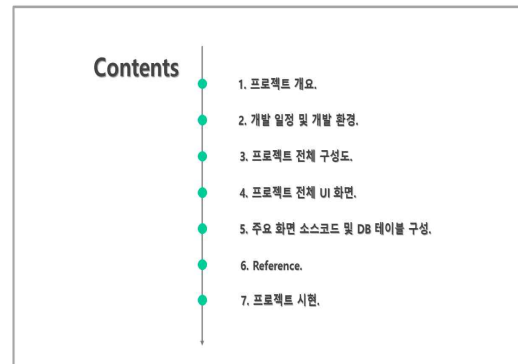 Contents
1. 프로젝트 개요.
2. 개발 일정 및 개발 환경.
3. 프로젝트 전체 구성도.
4. 프로젝트 전체 UI 화면.
5. 주요 화면 소스코드 및 DB 테이블 구성.
6. Reference.
7. 프로젝트 시현.